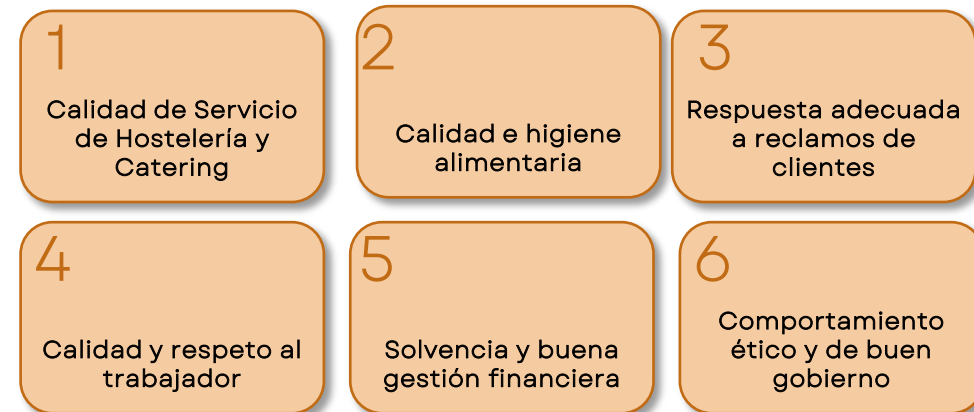 1
Calidad de Servicio
de Hostelería y
Catering
2
Calidad e higiene
alimentaria
3
Respuesta adecuada
a reclamos de
clientes
4
Calidad y respeto al
trabajador
5
Solvencia y buena
gestión financiera
6
Comportamiento
ético y de buen
gobierno